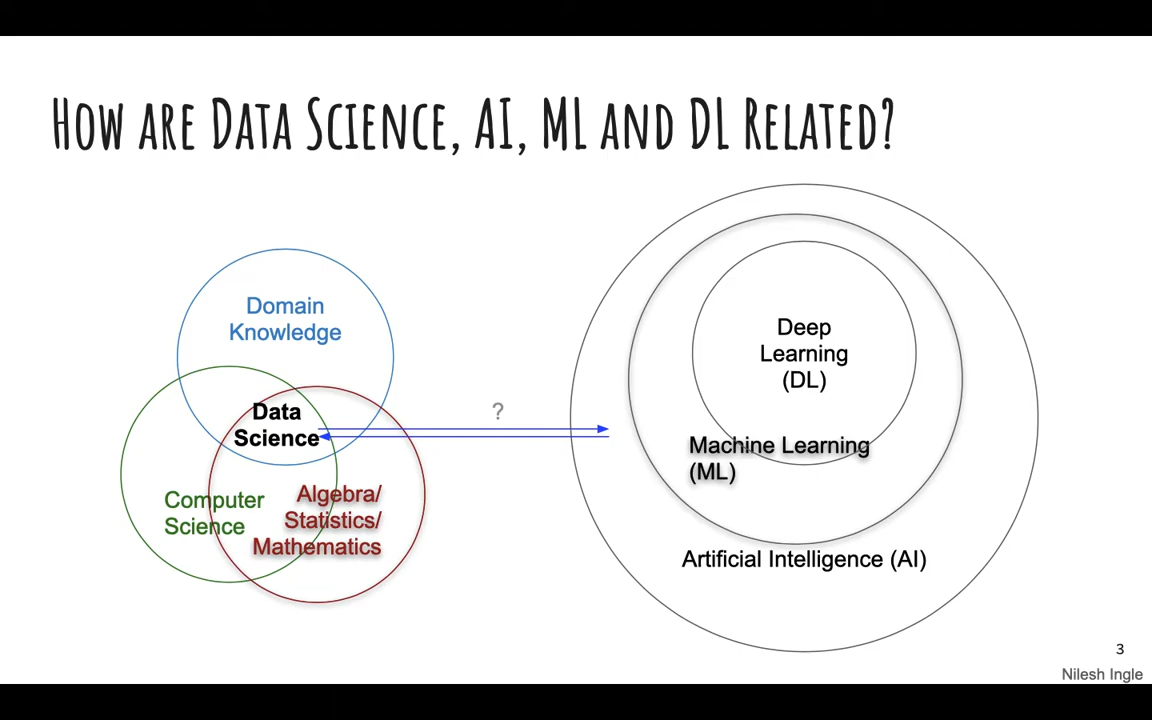 HOW ARE DATA SCIENCE, AI, ML AND DL RELATED?
Domain
Knowledge
Data
Science
Computer
Science
Algebra/
Statistics/
Mathematics
?
Deep
Learning
(DL)
Machine Learning
(ML)
Artificial Intelligence (AI)
3
Nilesh Ingle